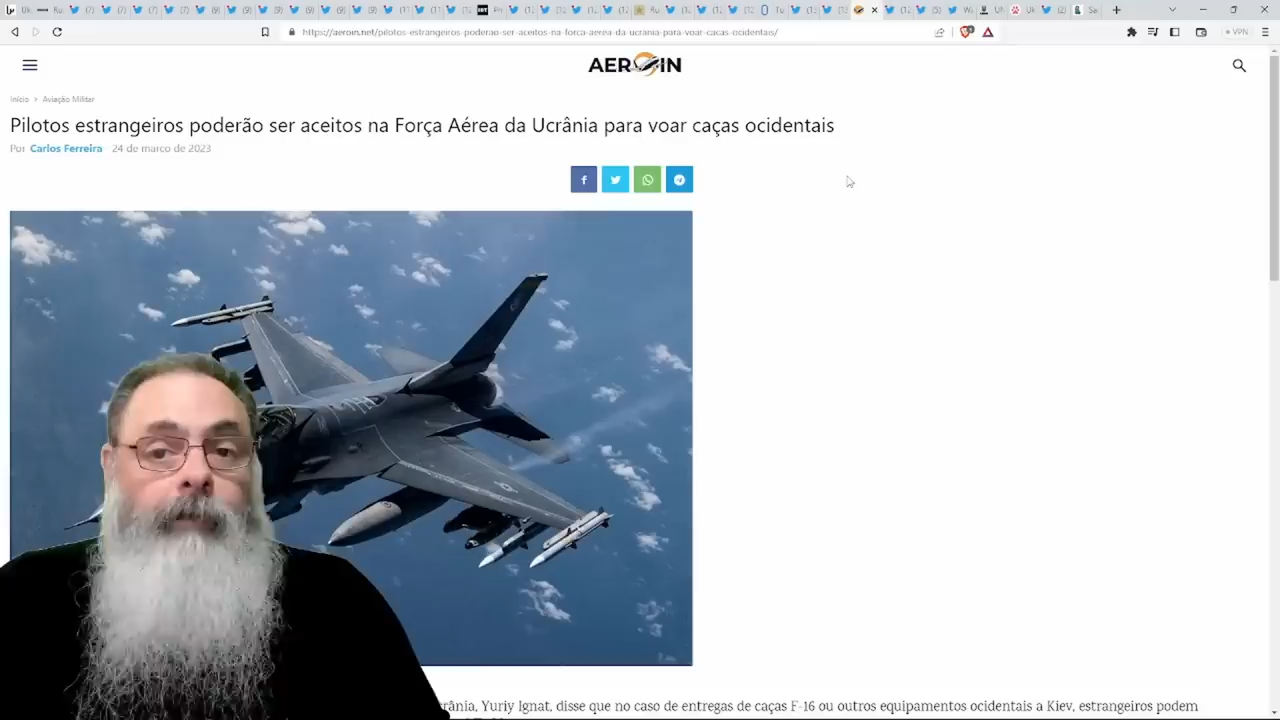 https://aeroin.net/pilotos-estrangeiros-poderao-ser-aceitos-na-forca-aerea-da-ucrania-para-voar-cacas-ocidentais/
VPN
AEROIN
Início > Aviação Militar
Pilotos estrangeiros poderão ser aceitos na Força Aérea da Ucrânia para voar caças ocidentais
Por Carlos Ferreira - 24 de março de 2023
rânia, Yuriy Ignat, disse que no caso de entregas de caças F-16 ou outros equipamentos ocidentais a Kiev, estrangeiros podem